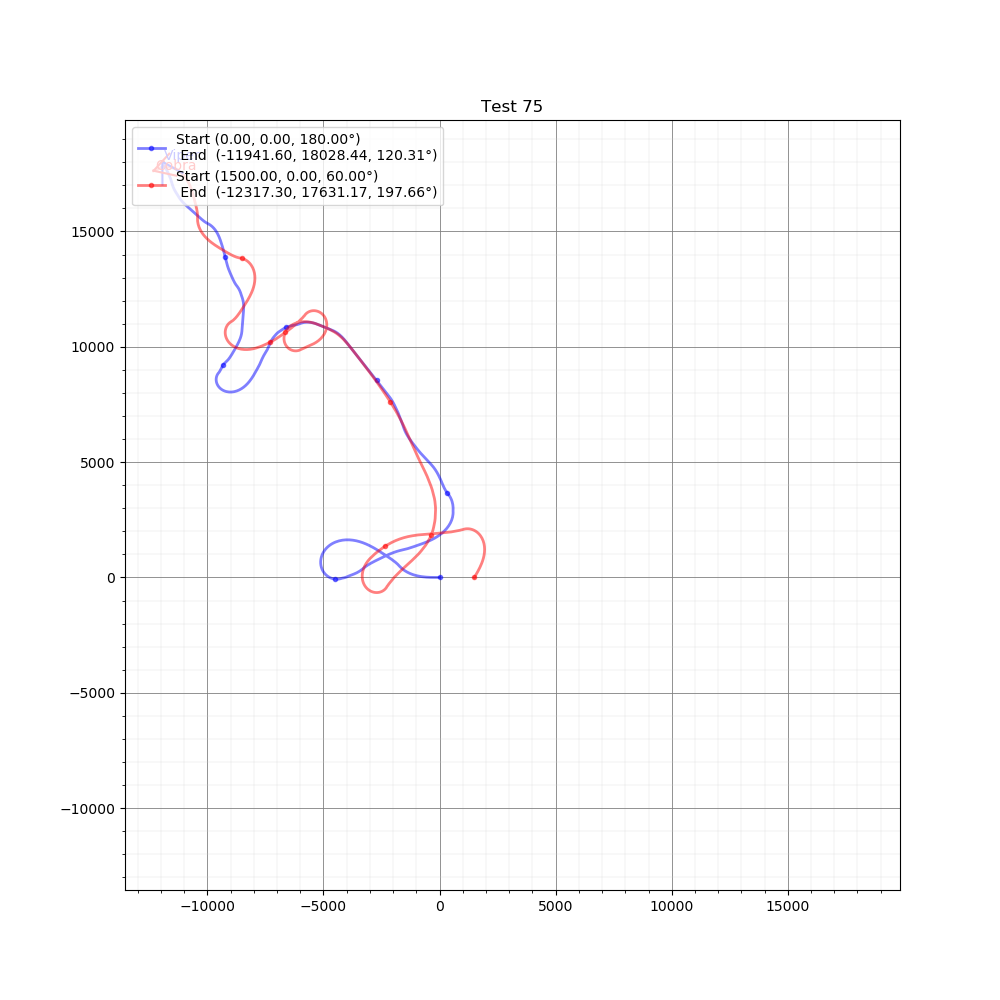 Test 75
Start (0.00, 0.00, 180.00°)
End (-11941.60, 18028.44, 120.31°)
Start (1500.00, 0.00, 60.00°)
End (-12317.30, 17631.17, 197.66°)
15000
10000
5000
0
−5000
−10000
−10000 −5000 0 5000 10000 15000